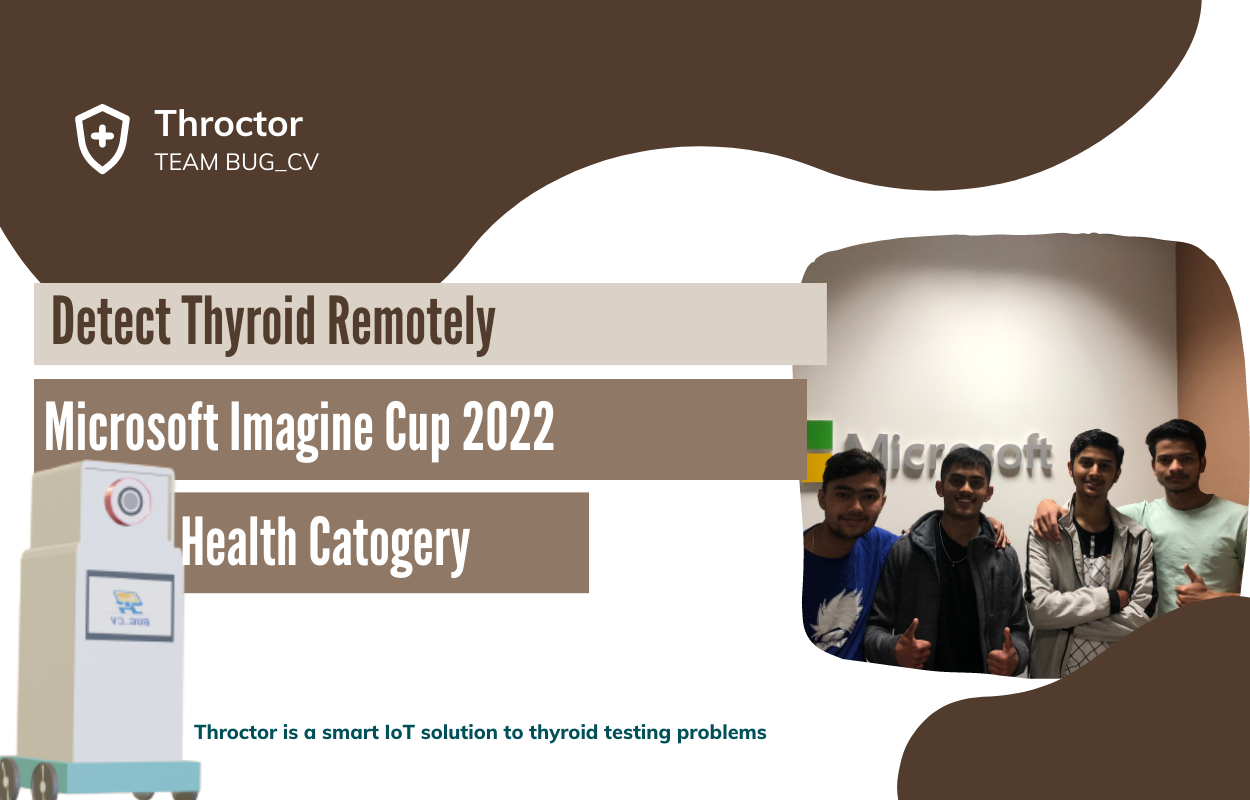 Throctor
TEAM BUG_CV
Detect Thyroid Remotely
Microsoft Imagine Cup 2022
Health Catogery
Microsoft
Throctor is a smart IoT solution to thyroid testing problems